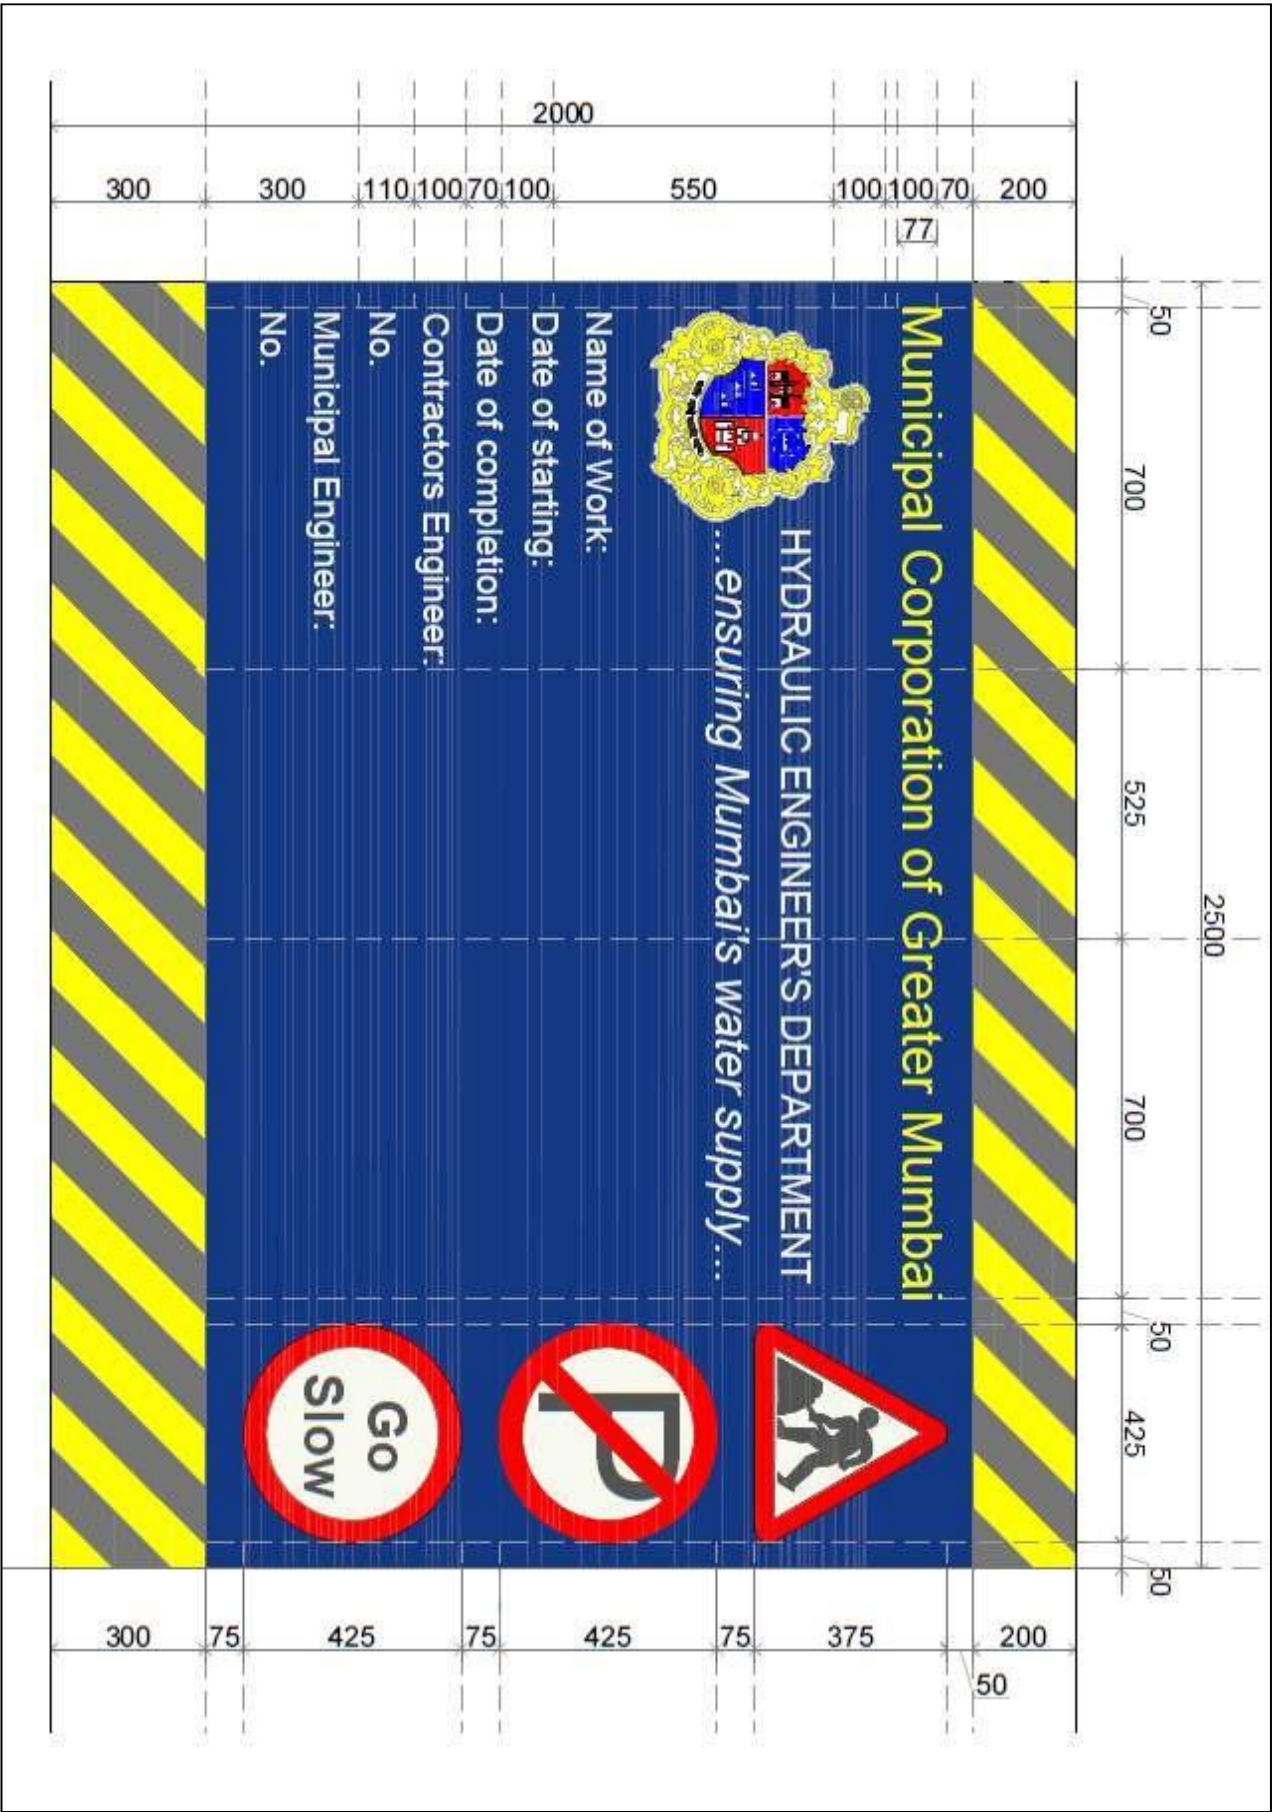 2000
300 300 110 100 70 100 550 100 100 70 200
77
Municipal Corporation of Greater Mumbai
HYDRAULIC ENGINEER'S DEPARTMENT
...ensuring Mumbai's water supply...
Name of Work:
Date of starting:
Date of completion:
Contractors Engineer:
No.
Municipal Engineer:
No.
P
Go
Slow
50 700 525 700 50 425 50
2500
300 75 425 75 425 75 375 200
50